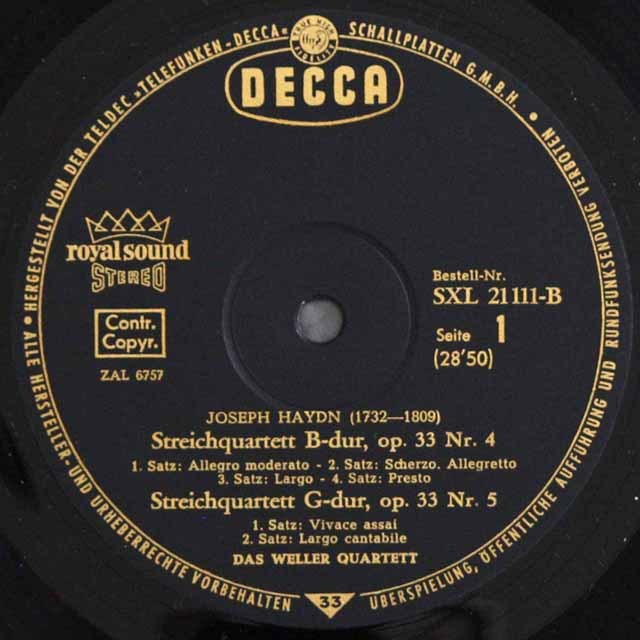 HERGESTELLT VON DER TELDEC »TELEFUNKEN-DECCA« SCHALLPLATTEN G.M.B.H. •
DECCA
royal sound
STEREO
Contr.
Copyr.
ZAL 6757
Bestell-Nr.
SXL 21111-B
Seite 1
(28'50)
JOSEPH HAYDN (1732—1809)
Streichquartett B-dur, op. 33 Nr. 4
1. Satz: Allegro moderato - 2. Satz: Scherzo. Allegretto
3. Satz: Largo - 4. Satz: Presto
Streichquartett G-dur, op. 33 Nr. 5
1. Satz: Vivace assai
2. Satz: Largo cantabile
DAS WELLER QUARTETT
• ALLE HERSTELLER- UND URHEBERRECHTE VORBEHALTEN
33
ÜBERSPIELUNG, ÖFFENTLICHE AUFFÜHRUNG UND RUNDFUNKSENDUNG VERBOTEN